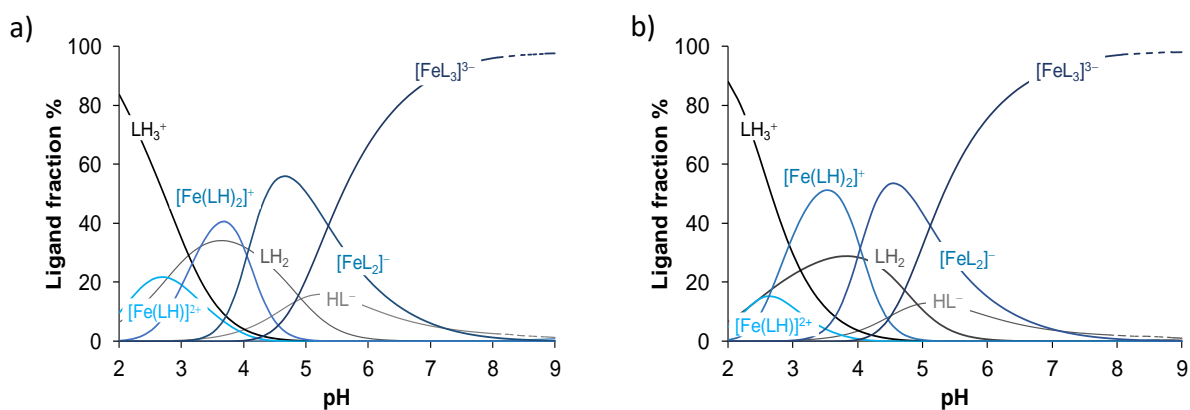 a)
Ligand fraction %
100
80
60
40
20
0
LH₃⁺
[Fe(LH)₂]⁺
[Fe(LH)]²⁺
LH₂
HL⁻
[FeL₂]⁻
[FeL₃]³⁻
2 3 4 5 6 7 8 9
pH
b)
Ligand fraction %
100
80
60
40
20
0
LH₃⁺
[Fe(LH)₂]⁺
[Fe(LH)]²⁺
LH₂
HL⁻
[FeL₂]⁻
[FeL₃]³⁻
2 3 4 5 6 7 8 9
pH